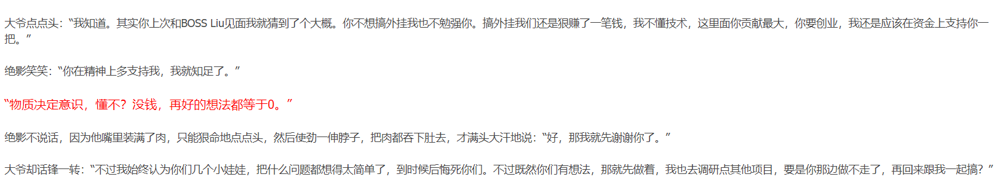 大爷点点头：“我知道。其实你上次和BOSS Liu见面我就猜到了个大概。你不想搞外挂我也不勉强你。搞外挂我们还是狠赚了一笔钱，我不懂技术，这里面你贡献最大，你要创业，我还是应该在资金上支持你一
把。”
绝影笑笑：“你在精神上多支持我，我就知足了。”
“物质决定意识，懂不？没钱，再好的想法都等于0。”
绝影不说话，因为他嘴里装满了肉，只能狠命地点点头，然后使劲一伸脖子，把肉都吞下肚去，才满头大汗地说：“好，那我就先谢谢你了。”
大爷却话锋一转：“不过我始终认为你们几个小娃娃，把什么问题都想得太简单了，到时候后悔死你们。不过既然你们有想法，那就先做着，我也去调研点其他项目，要是你那边做不走了，再回来跟我一起搞？”